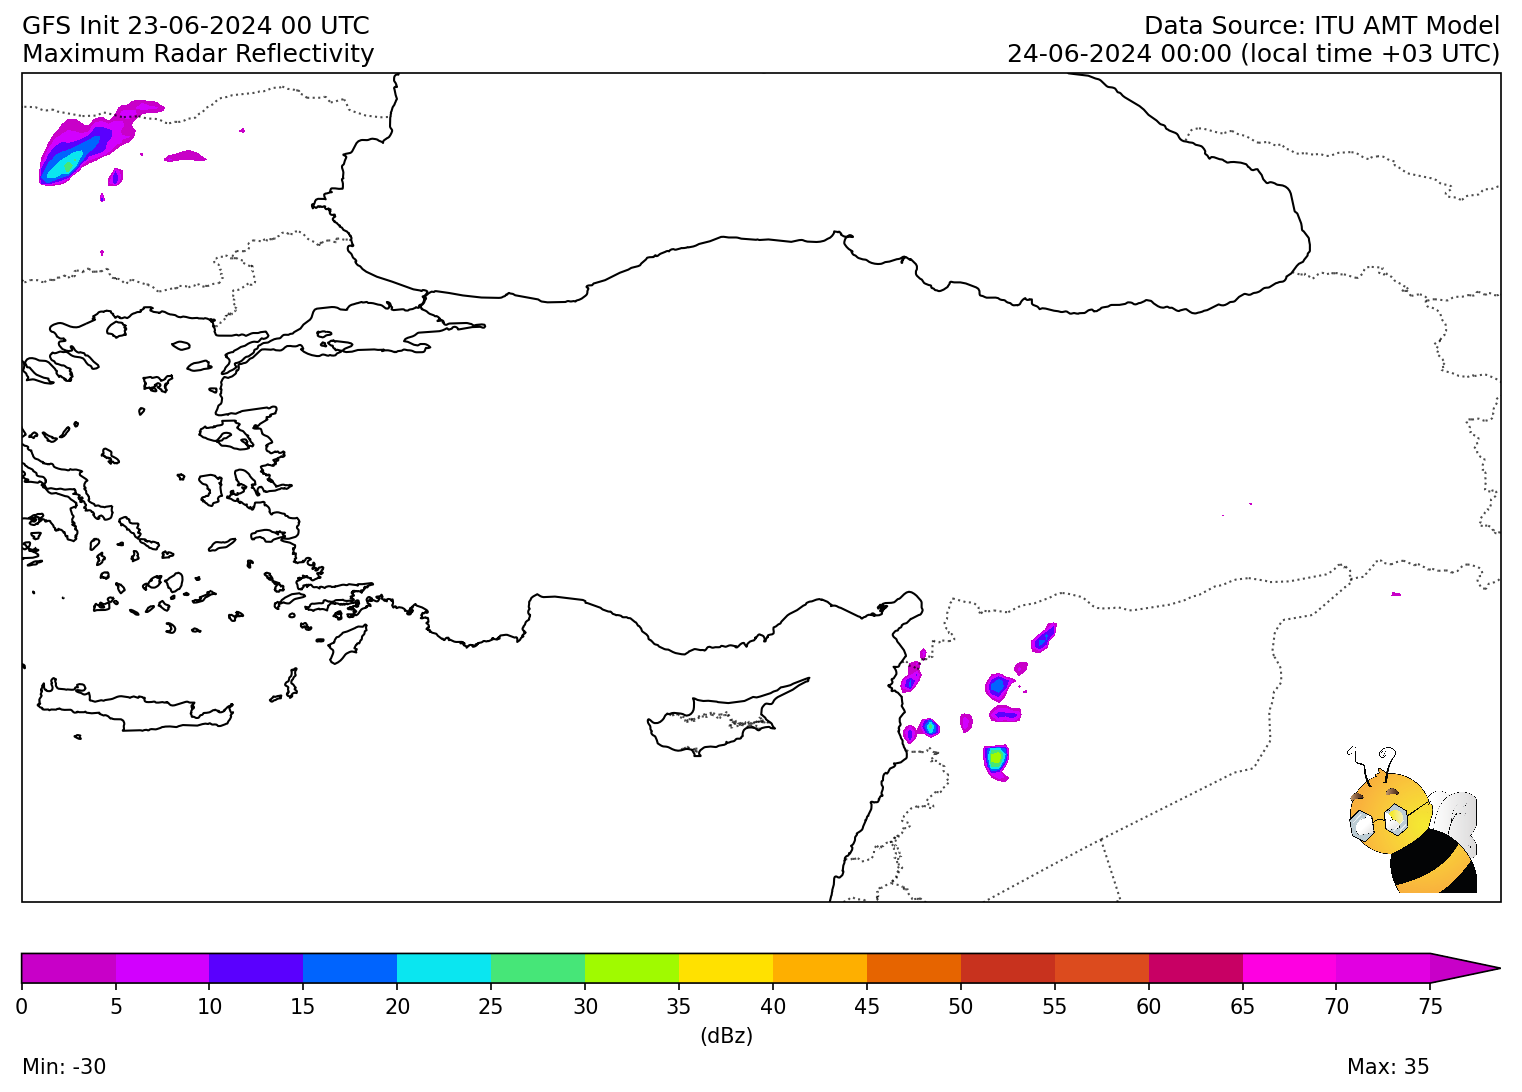 GFS Init 23-06-2024 00 UTC
Maximum Radar Reflectivity
Data Source: ITU AMT Model
24-06-2024 00:00 (local time +03 UTC)
0 5 10 15 20 25 30 35 40 45 50 55 60 65 70 75
(dBz)
Min: -30
Max: 35